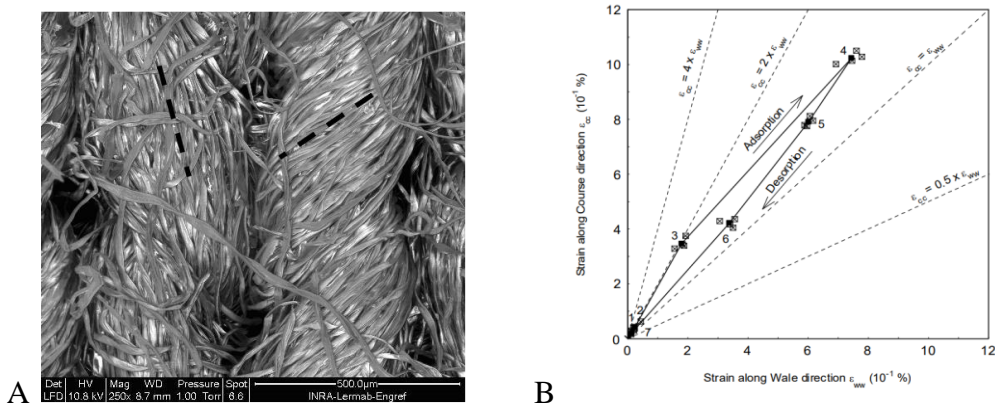 A
Det HV Mag WD Pressure Spot
LFD 10.8 kV 250x 8.7 mm 1.00 Torr 6.6
500.0µm
INRA-Lermab-Engref
B
Strain along Course direction εcc (10⁻¹ %)
12
10
8
6
4
2
0
0 2 4 6 8 10 12
Strain along Wale direction εww (10⁻¹ %)
εcc = 4 x εww
εcc = 2 x εww
εcc = εww
εcc = 0.5 x εww
Adsorption
Desorption
1
2
3
4
5
6
7